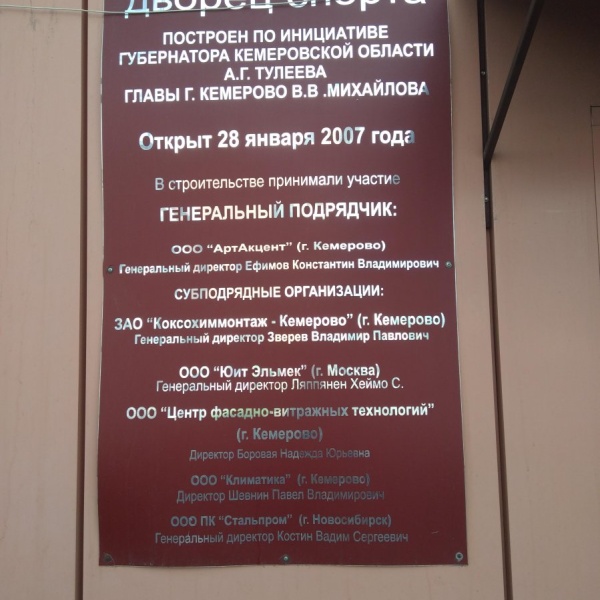 дворец спорта
ПОСТРОЕН ПО ИНИЦИАТИВЕ
ГУБЕРНАТОРА КЕМЕРОВСКОЙ ОБЛАСТИ
А.Г. ТУЛЕЕВА
ГЛАВЫ Г. КЕМЕРОВО В.В .МИХАЙЛОВА
Открыт 28 января 2007 года
В строительстве принимали участие
ГЕНЕРАЛЬНЫЙ ПОДРЯДЧИК:
ООО "АртАкцент" (г. Кемерово)
Генеральный директор Ефимов Константин Владимирович
СУБПОДРЯДНЫЕ ОРГАНИЗАЦИИ:
ЗАО "Коксохиммонтаж - Кемерово" (г. Кемерово)
Генеральный директор Зверев Владимир Павлович
ООО "Юит Эльмек" (г. Москва)
Генеральный директор Ляппянен Хеймо С.
ООО "Центр фасадно-витражных технологий"
(г. Кемерово)
Директор Боровая Надежда Юрьевна
ООО "Климатика" (г. Кемерово)
Директор Шевнин Павел Владимирович
ООО ПК "Стальпром" (г. Новосибирск)
Генеральный директор Костин Вадим Сергеевич